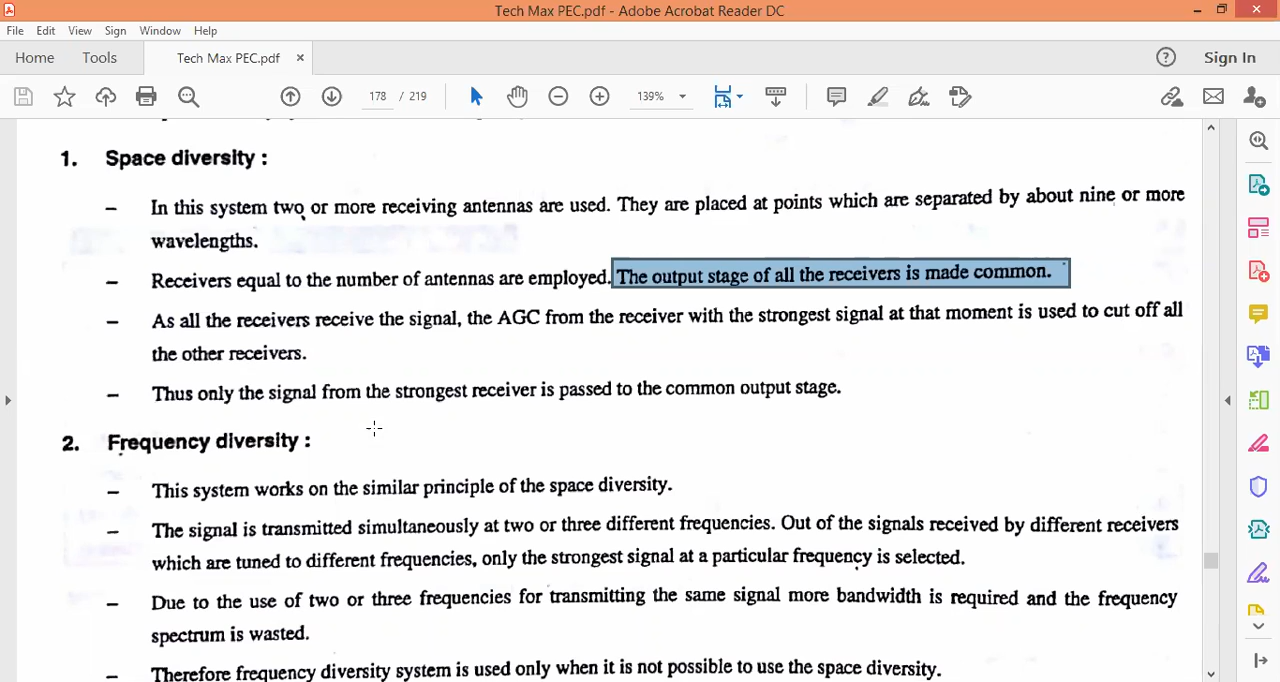 Tech Max PEC.pdf - Adobe Acrobat Reader DC
File Edit View Sign Window Help
Home Tools Tech Max PEC.pdf × Sign In
178 / 219 139%
1. Space diversity :
– In this system two or more receiving antennas are used. They are placed at points which are separated by about nine or more
wavelengths.
– Receivers equal to the number of antennas are employed. The output stage of all the receivers is made common.
– As all the receivers receive the signal, the AGC from the receiver with the strongest signal at that moment is used to cut off all
the other receivers.
– Thus only the signal from the strongest receiver is passed to the common output stage.
2. Frequency diversity :
– This system works on the similar principle of the space diversity.
– The signal is transmitted simultaneously at two or three different frequencies. Out of the signals received by different receivers
which are tuned to different frequencies, only the strongest signal at a particular frequency is selected.
– Due to the use of two or three frequencies for transmitting the same signal more bandwidth is required and the frequency
spectrum is wasted.
– Therefore frequency diversity system is used only when it is not possible to use the space diversity.